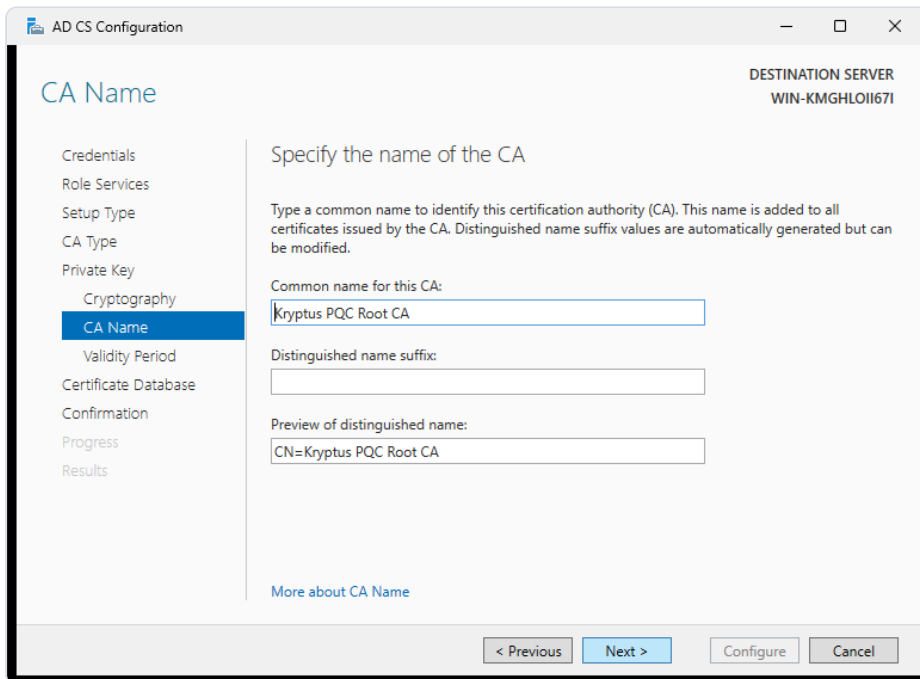 AD CS Configuration
CA Name
DESTINATION SERVER
WIN-KMGHLOII67I
Credentials
Role Services
Setup Type
CA Type
Private Key
Cryptography
CA Name
Validity Period
Certificate Database
Confirmation
Progress
Results
Specify the name of the CA
Type a common name to identify this certification authority (CA). This name is added to all
certificates issued by the CA. Distinguished name suffix values are automatically generated but can
be modified.
Common name for this CA:
Kryptus PQC Root CA
Distinguished name suffix:
Preview of distinguished name:
CN=Kryptus PQC Root CA
More about CA Name
< Previous
Next >
Configure
Cancel